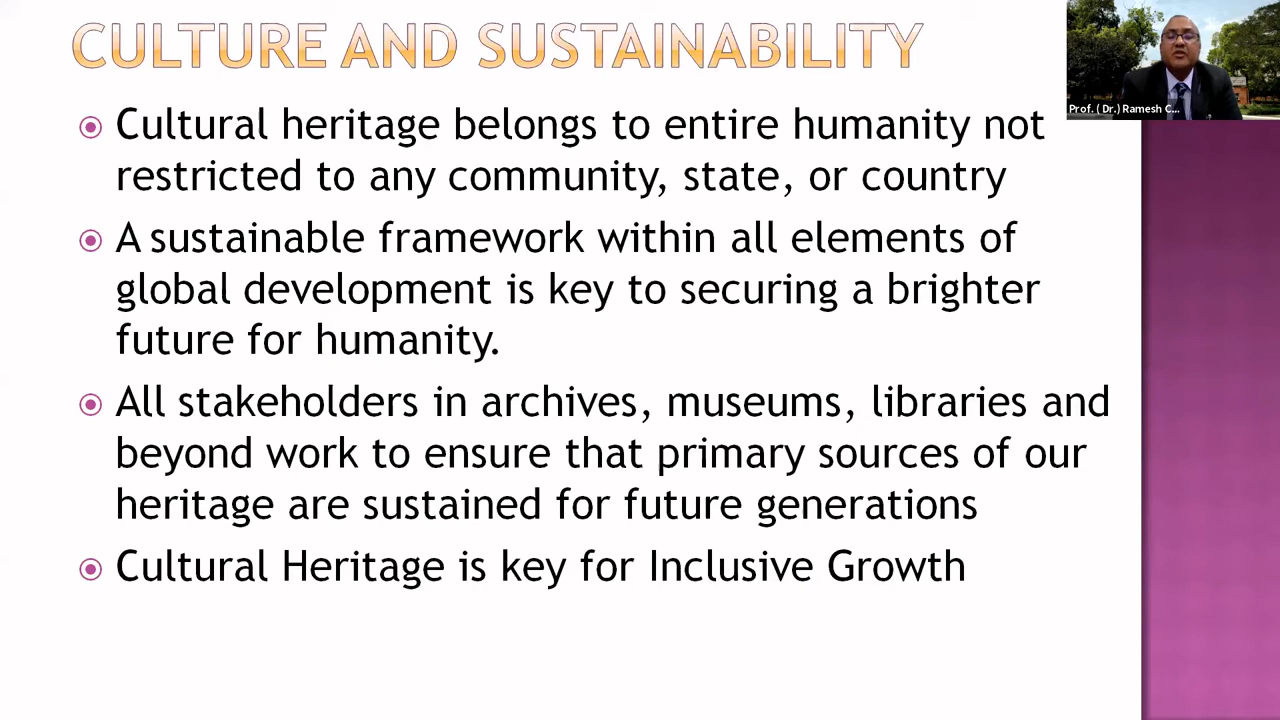 CULTURE AND SUSTAINABILITY
Cultural heritage belongs to entire humanity not
restricted to any community, state, or country
A sustainable framework within all elements of
global development is key to securing a brighter
future for humanity.
All stakeholders in archives, museums, libraries and
beyond work to ensure that primary sources of our
heritage are sustained for future generations
Cultural Heritage is key for Inclusive Growth
Prof. ( Dr.) Ramesh C...